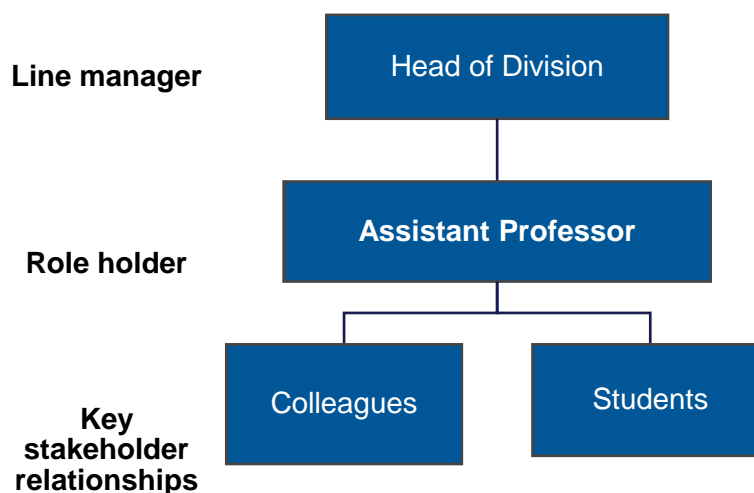 Head of Division
Line manager
Assistant Professor
Role holder
Colleagues
Students
Key
stakeholder
relationships